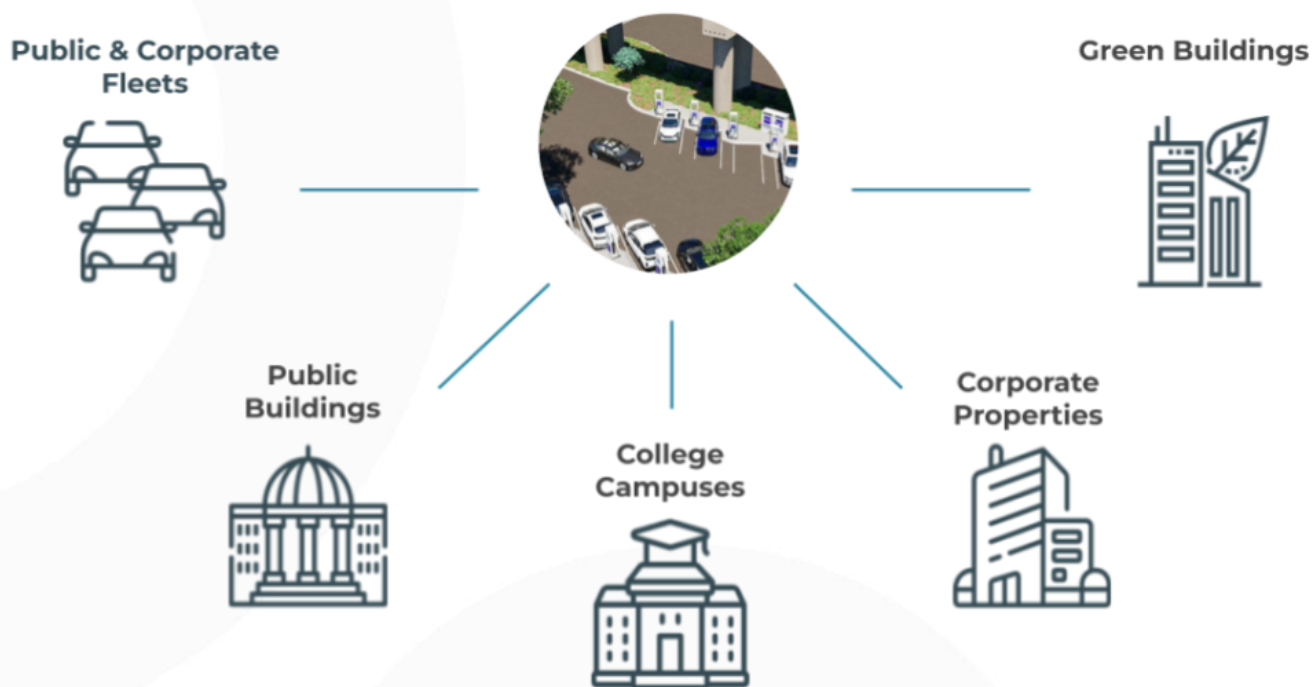 Public & Corporate
Fleets
Green Buildings
Public
Buildings
Corporate
Properties
College
Campuses